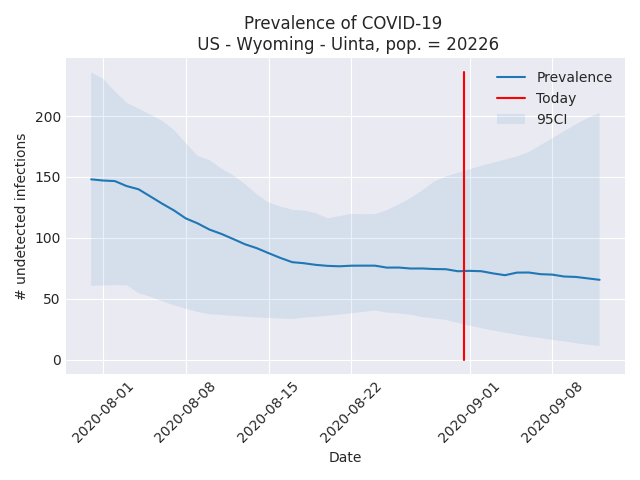 Prevalence of COVID-19
US - Wyoming - Uinta, pop. = 20226
Prevalence
Today
95CI
200
150
100
50
0
# undetected infections
2020-08-01
2020-08-08
2020-08-15
2020-08-22
2020-09-01
2020-09-08
Date